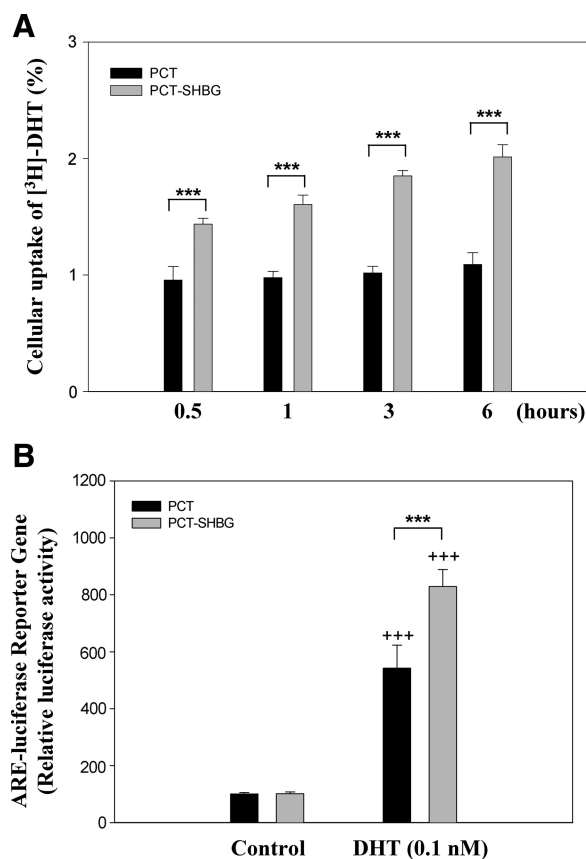 A
Cellular uptake of [³H]-DHT (%)
3
2
1
0
PCT
PCT-SHBG
***
***
***
***
0.5 1 3 6 (hours)
B
ARE-luciferase Reporter Gene
(Relative luciferase activity)
1200
1000
800
600
400
200
0
PCT
PCT-SHBG
***
+++
+++
Control DHT (0.1 nM)